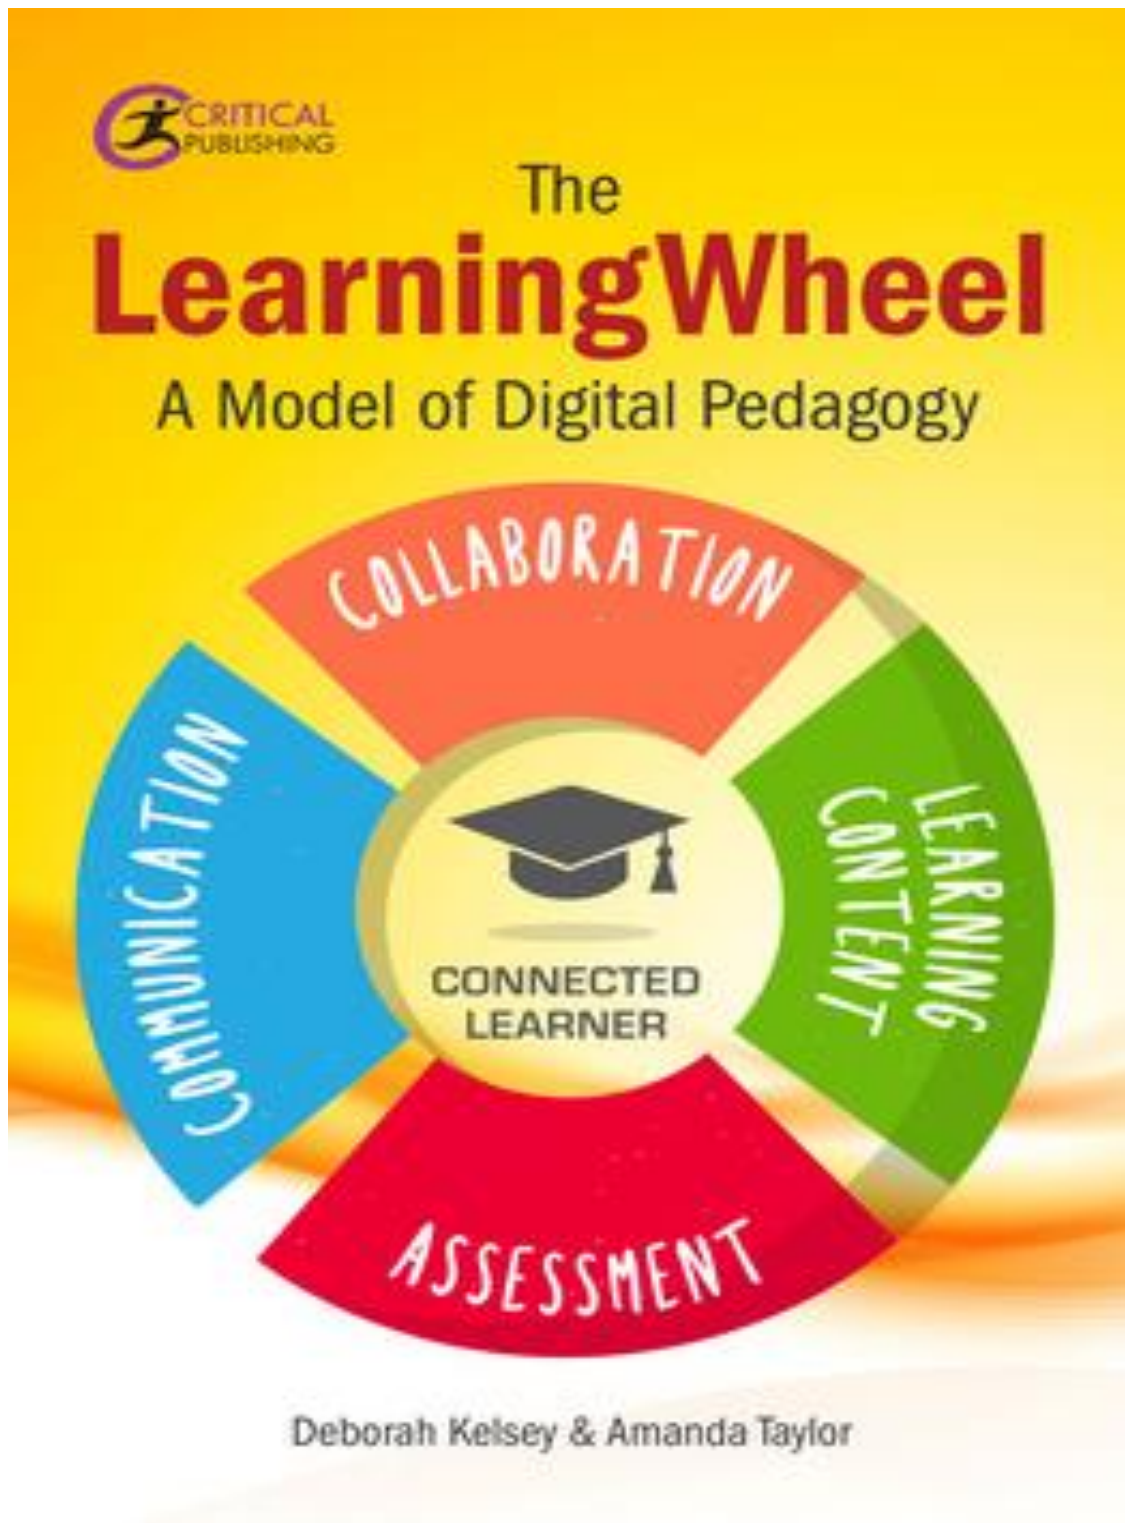 CRITICAL
PUBLISHING
The
LearningWheel
A Model of Digital Pedagogy
COLLABORATION
COMMUNICATION
LEARNING
CONTENT
CONNECTED
LEARNER
ASSESSMENT
Deborah Kelsey & Amanda Taylor